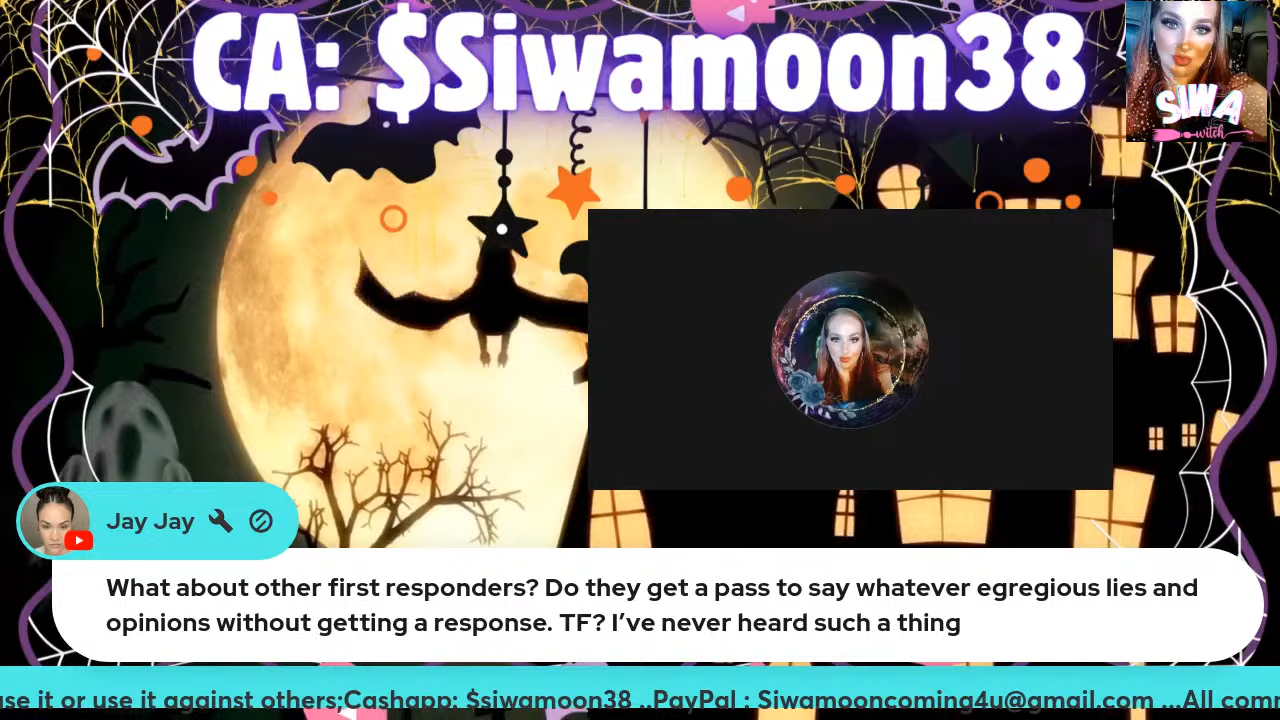 CA: $Siwamoon38
SIWA
witch
Jay Jay
What about other first responders? Do they get a pass to say whatever egregious lies and
opinions without getting a response. TF? I’ve never heard such a thing
use it or use it against others;Cashapp: $siwamoon38 ..PayPal : Siwamooncoming4u@gmail.com ...All